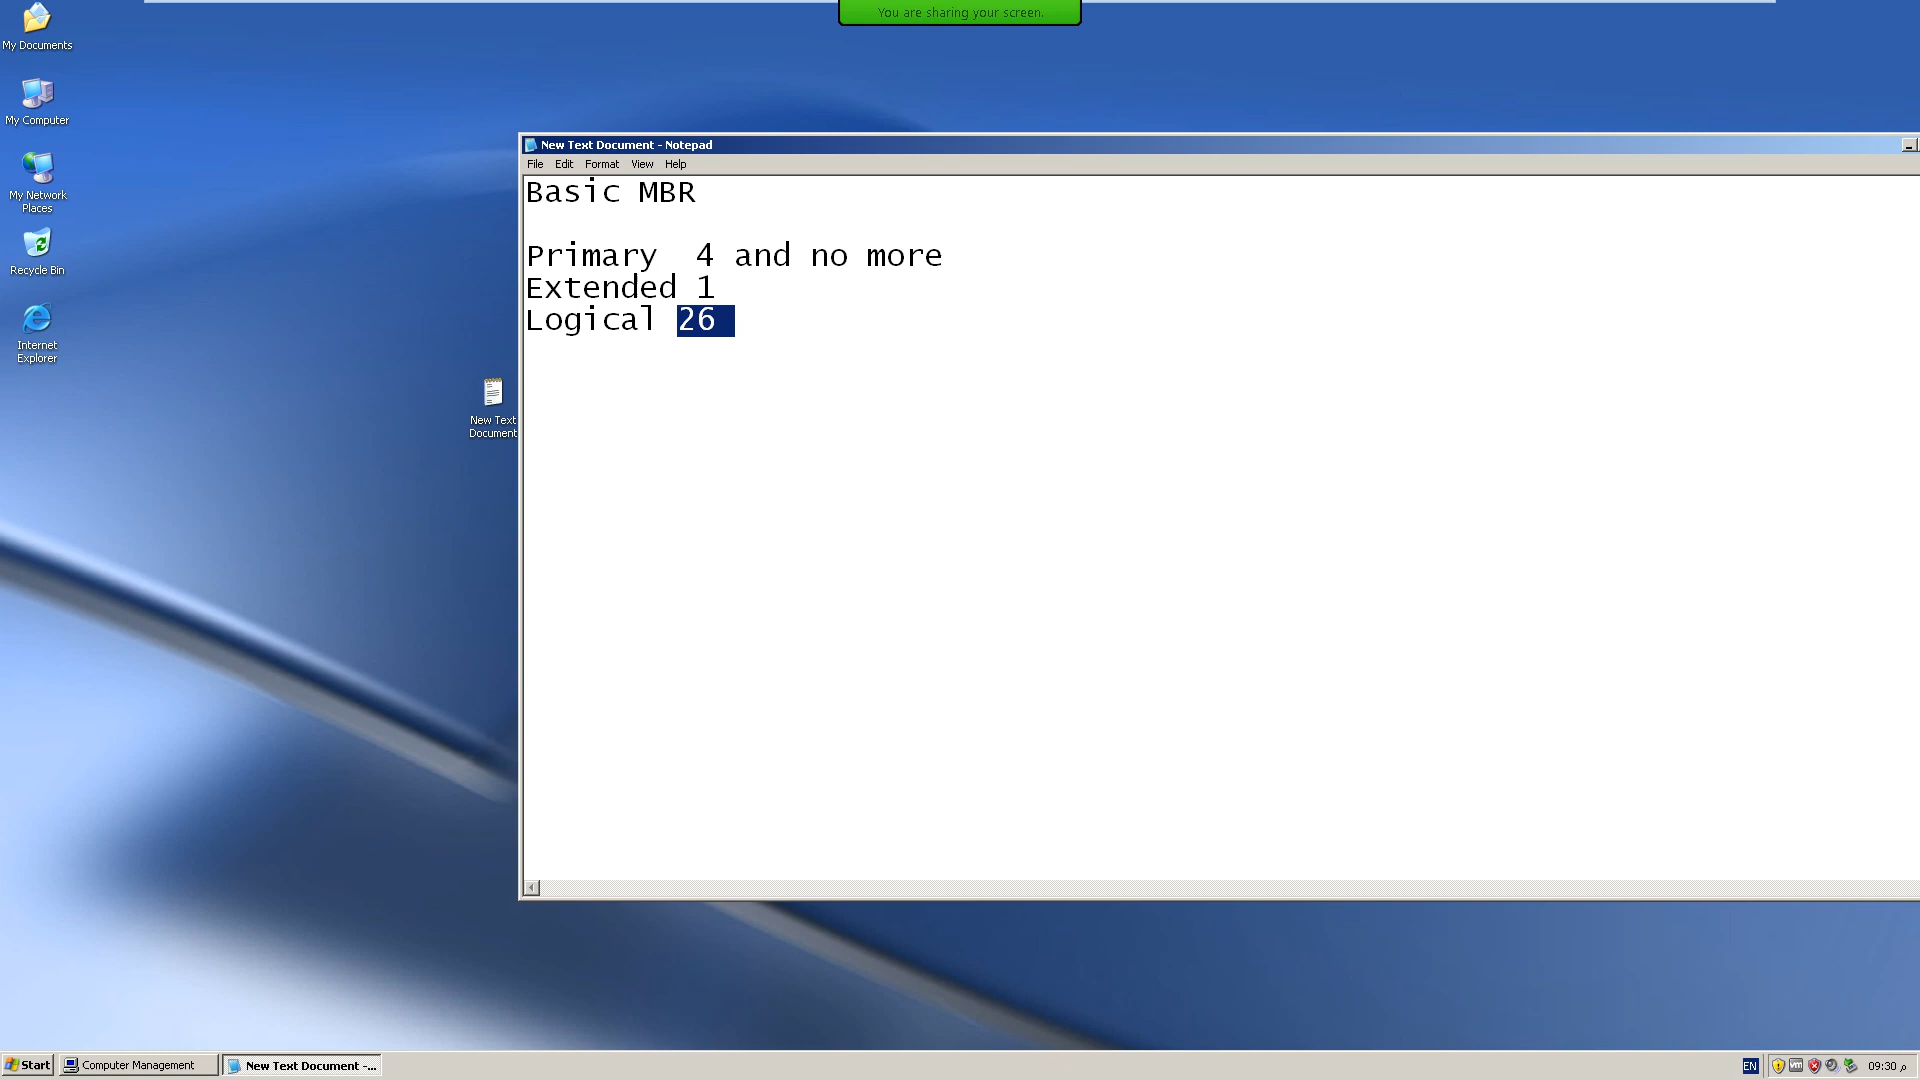 You are sharing your screen.
My Documents
My Computer
My Network
Places
Recycle Bin
Internet
Explorer
New Text
Document
New Text Document - Notepad
File Edit Format View Help
Basic MBR
Primary  4 and no more
Extended 1
Logical 26
Start
Computer Management
New Text Document -...
EN
vm
09:30 م